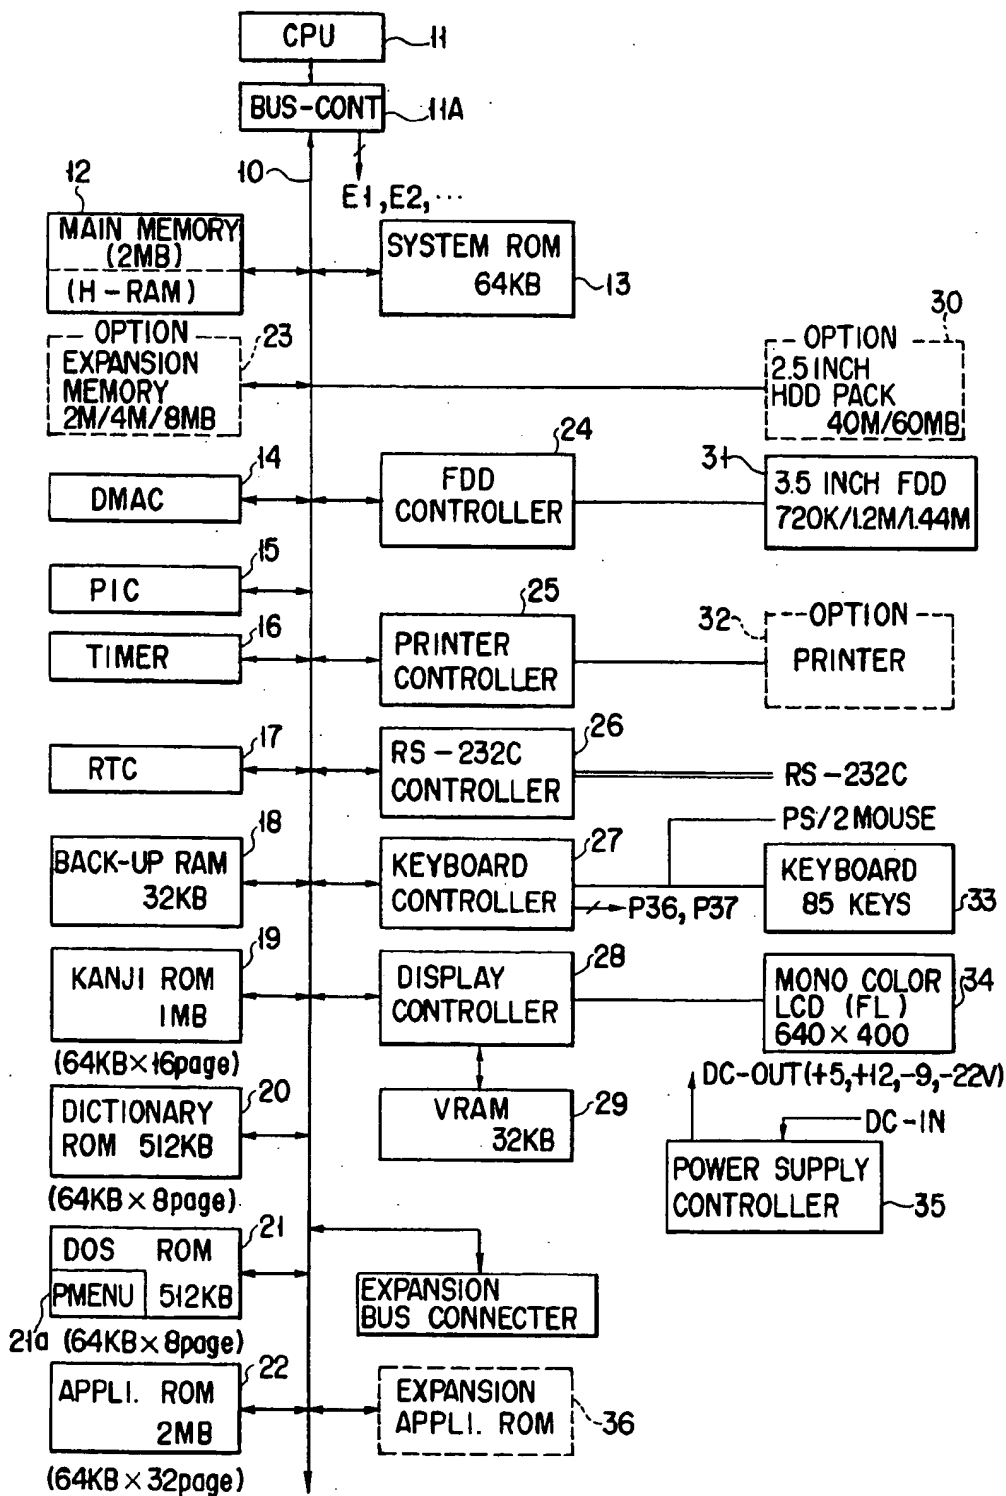 CPU
11
BUS-CONT
11A
10
E1, E2, ...
12
MAIN MEMORY
(2MB)
(H-RAM)
SYSTEM ROM
64KB
13
OPTION
23
EXPANSION
MEMORY
2M/4M/8MB
30
OPTION
2.5 INCH
HDD PACK
40M/60MB
14
DMAC
24
FDD
CONTROLLER
31
3.5 INCH FDD
720K/1.2M/1.44M
15
PIC
16
TIMER
25
PRINTER
CONTROLLER
32
OPTION
PRINTER
17
RTC
26
RS-232C
CONTROLLER
RS-232C
PS/2 MOUSE
18
BACK-UP RAM
32KB
27
KEYBOARD
CONTROLLER
P36, P37
KEYBOARD
85 KEYS
33
19
KANJI ROM
1MB
(64KB×16page)
28
DISPLAY
CONTROLLER
MONO COLOR
LCD (FL)
640×400
34
DC-OUT(+5,+12,-9,-22V)
20
DICTIONARY
ROM 512KB
(64KB×8page)
VRAM
32KB
29
DC-IN
POWER SUPPLY
CONTROLLER
35
21
DOS ROM
PMENU 512KB
21a (64KB×8page)
EXPANSION
BUS CONNECTER
22
APPLI. ROM
2MB
(64KB×32page)
EXPANSION
APPLI. ROM
36